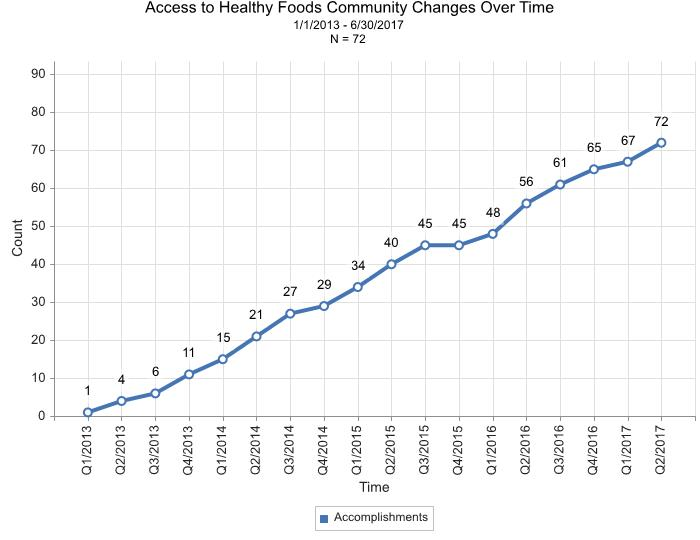 Access to Healthy Foods Community Changes Over Time
1/1/2013 - 6/30/2017
N = 72
90
80
70
60
50
40
30
20
10
0
Count
1
4
6
11
15
21
27
29
34
40
45
45
48
56
61
65
67
72
Q1/2013
Q2/2013
Q3/2013
Q4/2013
Q1/2014
Q2/2014
Q3/2014
Q4/2014
Q1/2015
Q2/2015
Q3/2015
Q4/2015
Q1/2016
Q2/2016
Q3/2016
Q4/2016
Q1/2017
Q2/2017
Time
Accomplishments